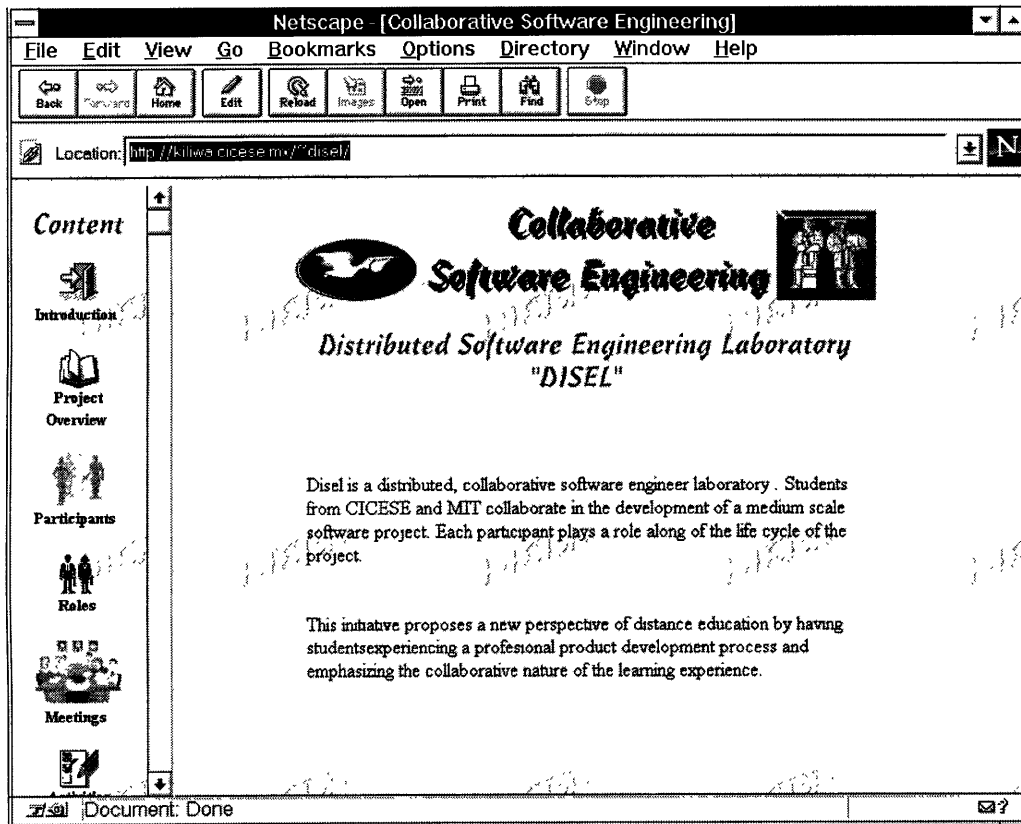 Netscape - [Collaborative Software Engineering]
File Edit View Go Bookmarks Options Directory Window Help
Back Forward Home Edit Reload Images Open Print Find Stop
Location: http://kiliwa.cicese.mx/~disel/
N
Content
Introduction
Project
Overview
Participants
Roles
Meetings
Collaborative
Software Engineering
Distributed Software Engineering Laboratory
"DISEL"
Disel is a distributed, collaborative software engineer laboratory . Students
from CICESE and MIT collaborate in the development of a medium scale
software project. Each participant plays a role along of the life cycle of the
project.
This initiative proposes a new perspective of distance education by having
studentsexperiencing a profesional product development process and
emphasizing the collaborative nature of the learning experience.
Document: Done